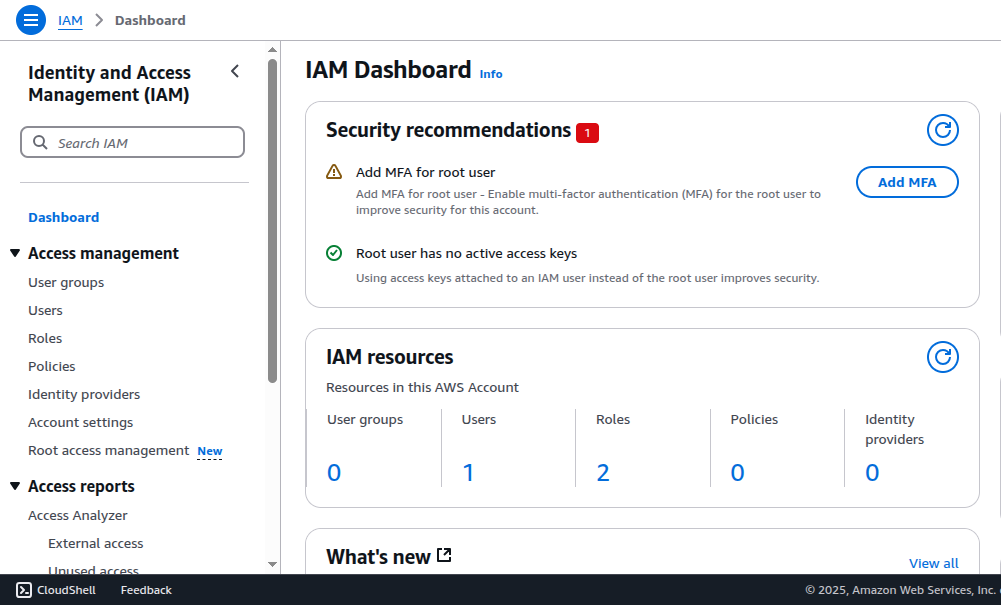 IAM > Dashboard
Identity and Access
Management (IAM)
Search IAM
Dashboard
Access management
User groups
Users
Roles
Policies
Identity providers
Account settings
Root access management New
Access reports
Access Analyzer
External access
Unused access
IAM Dashboard Info
Security recommendations 1
Add MFA for root user
Add MFA for root user - Enable multi-factor authentication (MFA) for the root user to
improve security for this account.
Add MFA
Root user has no active access keys
Using access keys attached to an IAM user instead of the root user improves security.
IAM resources
Resources in this AWS Account
User groups
0
Users
1
Roles
2
Policies
0
Identity
providers
0
What's new
View all
CloudShell Feedback © 2025, Amazon Web Services, Inc.